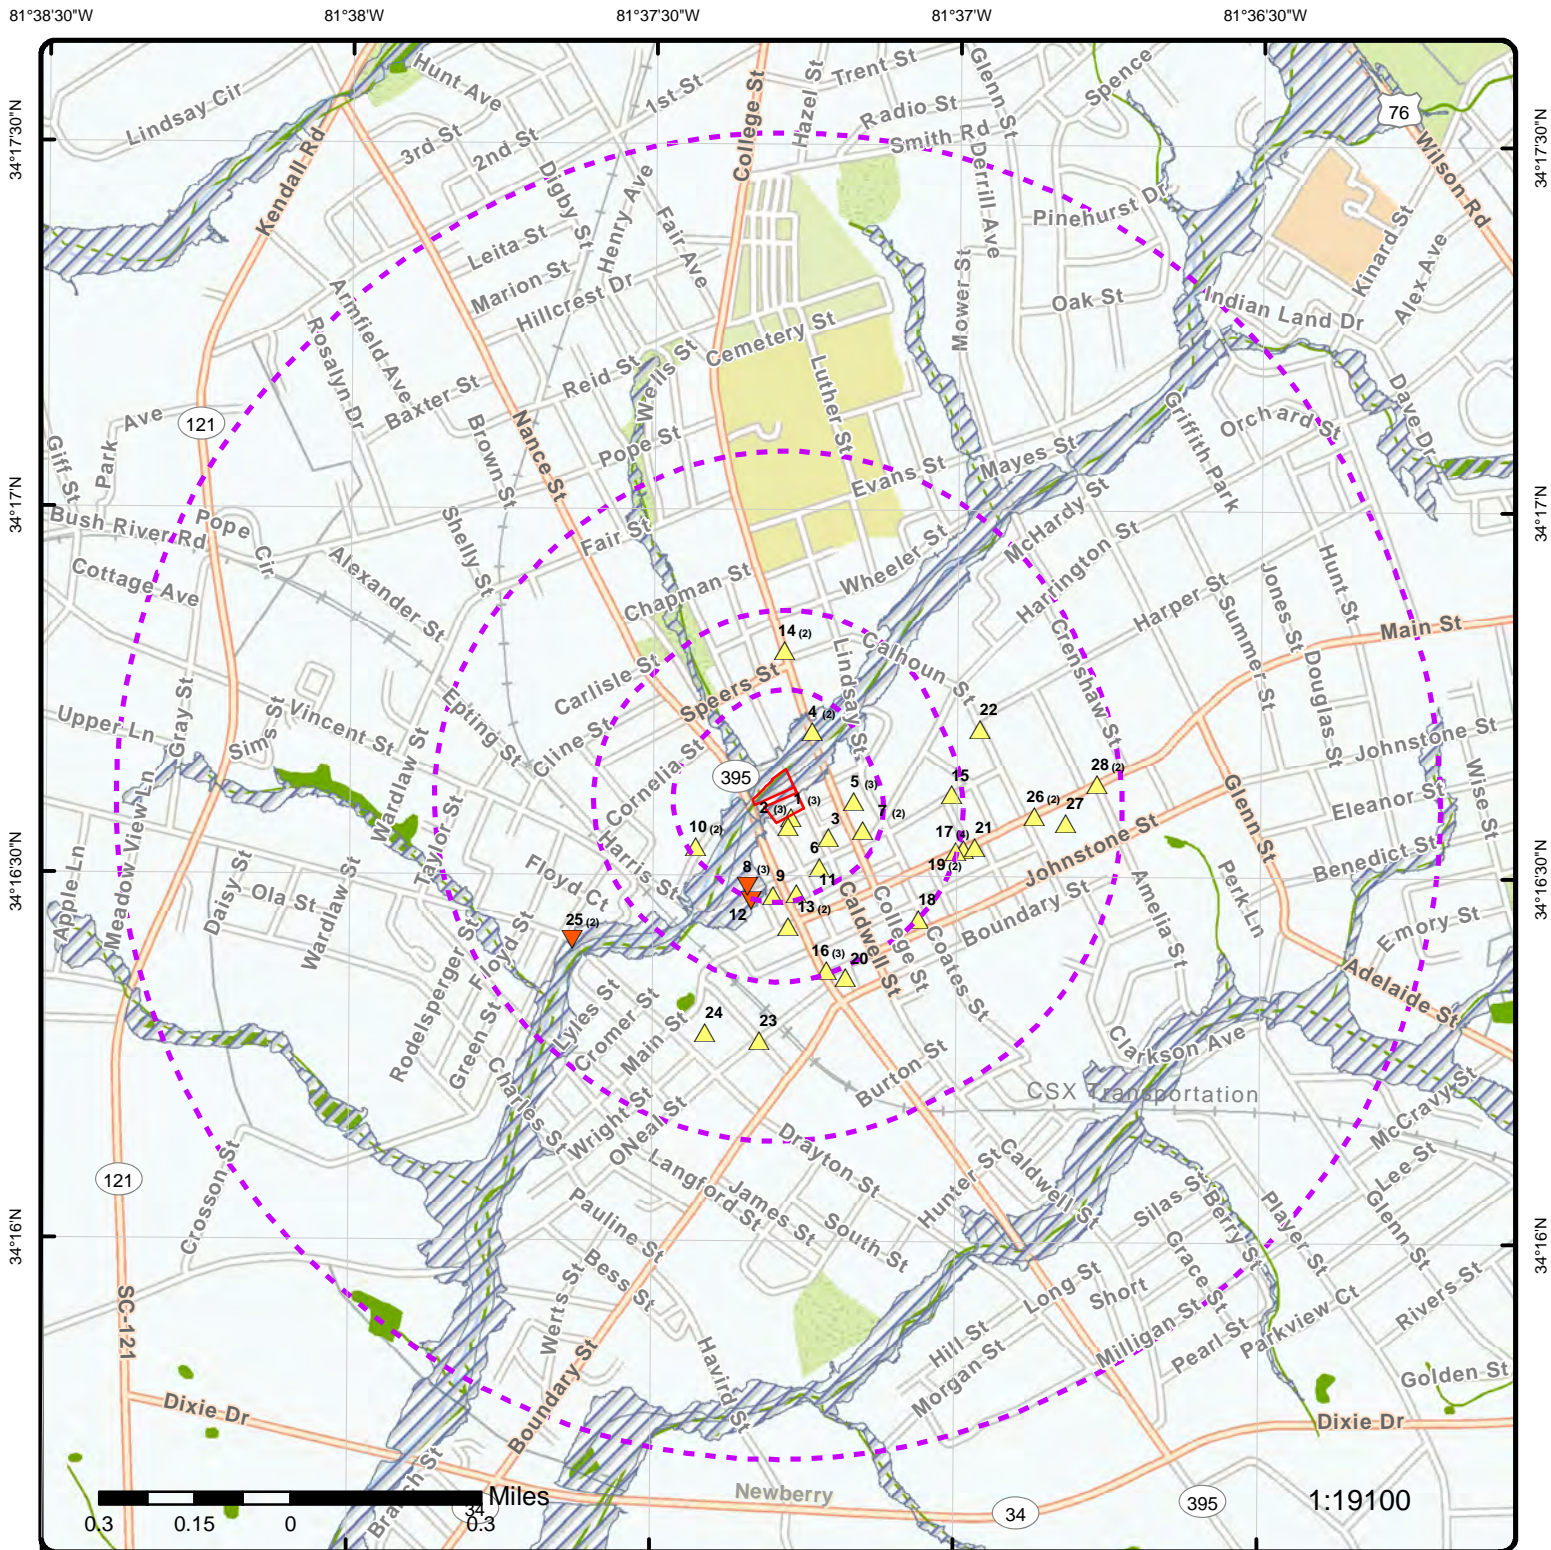 81°38'30"W
81°38'W
81°37'30"W
81°37'W
81°36'30"W
34°17'30"N
34°17'30"N
34°17'N
34°17'N
34°16'30"N
34°16'30"N
34°16'N
34°16'N
Hunt Ave
Lindsay Cir
1st St
College St
Hazel St
Trent St
Glenn St
Spence
Radio St
Smith Rd
76
Wilson Rd
3rd St
2nd St
Kendall Rd
Digby St
Henry Ave
Fair Ave
Derrill Ave
Pinehurst Dr
Kinard St
Alex Ave
Leita St
Marion St
Hillcrest Dr
Mower St
Oak St
Indian Land Dr
Armfield Ave
Rosalyn Dr
Cemetery St
Reid St
Wells St
Baxter St
Luther St
Dave Dr
121
Park Ave
Giff St
Brown St
Nance St
Pope St
Evans St
Mayes St
Griffith Park
Orchard St
Bush River Rd
Pope Cir
Shelly St
Fair St
McHardy St
Cottage Ave
Alexander St
Chapman St
Wheeler St
Harrington St
Harper St
Summer St
Jones St
Hunt St
Main St
14 (2)
Lindsay St
Calhoun St
Crenshaw St
Douglas St
Carlisle St
Speers St
Upper Ln
Gray St
Sims St
Vincent St
Epting St
Cline St
Cornelia St
4 (2)
22
Johnstone St
Wise St
395
28 (2)
15
5 (3)
1 (3)
2 (3)
7 (2)
3
26 (2)
27
Eleanor St
Glenn St
Meadow View Ln
Wardlaw St
Taylor St
Harris St
10 (2)
6
17 (4)
21
19 (2)
Johnstone St
Benedict St
8 (3)
9
11
Floyd Ct
Apple Ln
Daisy St
Ola St
Wardlaw St
12
13 (2)
18
25 (2)
Caldwell St
College St
Boundary St
Amelia St
Park Ln
Emory St
Rodelsperger St
Floyd St
16 (3)
20
Coates St
Adelaide St
Lyles St
Cromer St
Main St
24
23
Green St
Charles St
Burton St
Clarkson Ave
CSX Transportation
McCravy St
Wright St
ONeal St
Drayton St
Lee St
121
Crosson St
Langford St
James St
South St
Hunter St
Caldwell St
Silas St
Berry St
Player St
Glenn St
Pauline St
Bess St
Werts St
Grace St
Long St
Short
Rivers St
Parkview Ct
SC-121
Havird St
Hill St
Morgan St
Milligan St
Pearl St
Golden St
Boundary St
Dixie Dr
Dixie Dr
Branch St
Newberry
34
34
395
Miles
0.3
0.15
0
0.3
1:19100